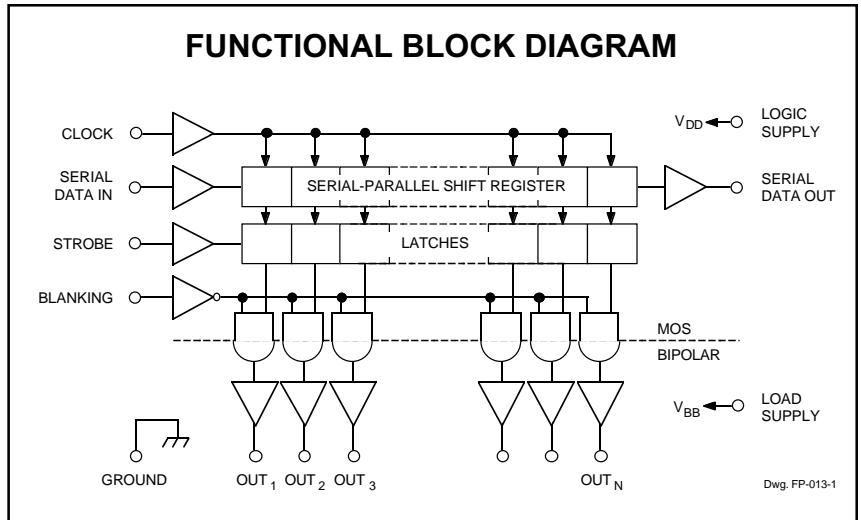 FUNCTIONAL BLOCK DIAGRAM
CLOCK
VDD
LOGIC
SUPPLY
SERIAL
DATA IN
SERIAL-PARALLEL SHIFT REGISTER
SERIAL
DATA OUT
STROBE
LATCHES
BLANKING
MOS
BIPOLAR
VBB
LOAD
SUPPLY
GROUND
OUT1 OUT2 OUT3
OUTN
Dwg. FP-013-1